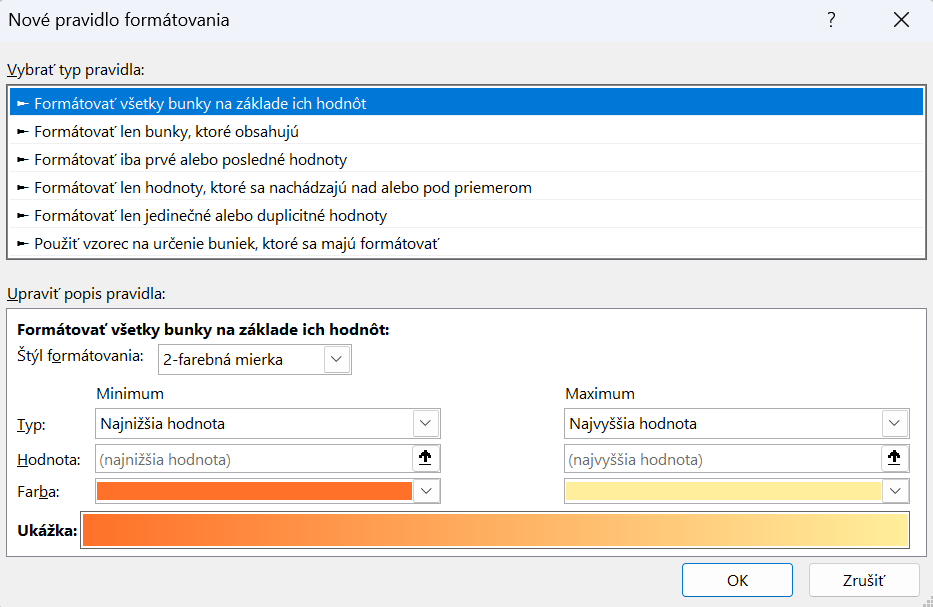 Nové pravidlo formátovania ?
Vybrať typ pravidla:
Formátovať všetky bunky na základe ich hodnôt
Formátovať len bunky, ktoré obsahujú
Formátovať iba prvé alebo posledné hodnoty
Formátovať len hodnoty, ktoré sa nachádzajú nad alebo pod priemerom
Formátovať len jedinečné alebo duplicitné hodnoty
Použiť vzorec na určenie buniek, ktoré sa majú formátovať
Upraviť popis pravidla:
Formátovať všetky bunky na základe ich hodnôt:
Štýl formátovania: 2-farebná mierka
Minimum Maximum
Typ: Najnižšia hodnota Najvyššia hodnota
Hodnota: (najnižšia hodnota) (najvyššia hodnota)
Farba:
Ukážka:
OK Zrušiť